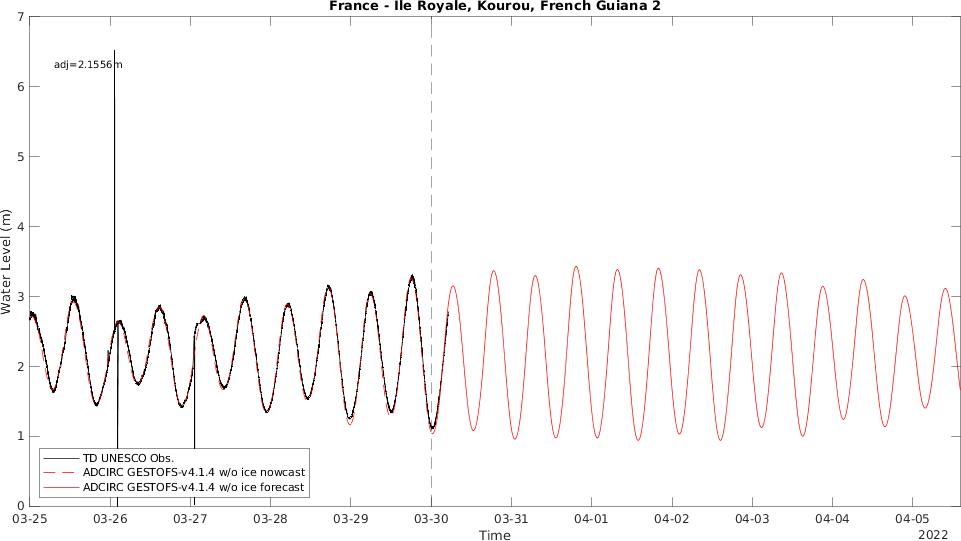 France - Ile Royale, Kourou, French Guiana 2
7
6
5
4
3
2
1
0
Water Level (m)
adj=2.1556m
TD UNESCO Obs.
ADCIRC GESTOFS-v4.1.4 w/o ice nowcast
ADCIRC GESTOFS-v4.1.4 w/o ice forecast
03-25 03-26 03-27 03-28 03-29 03-30 03-31 04-01 04-02 04-03 04-04 04-05
Time
2022